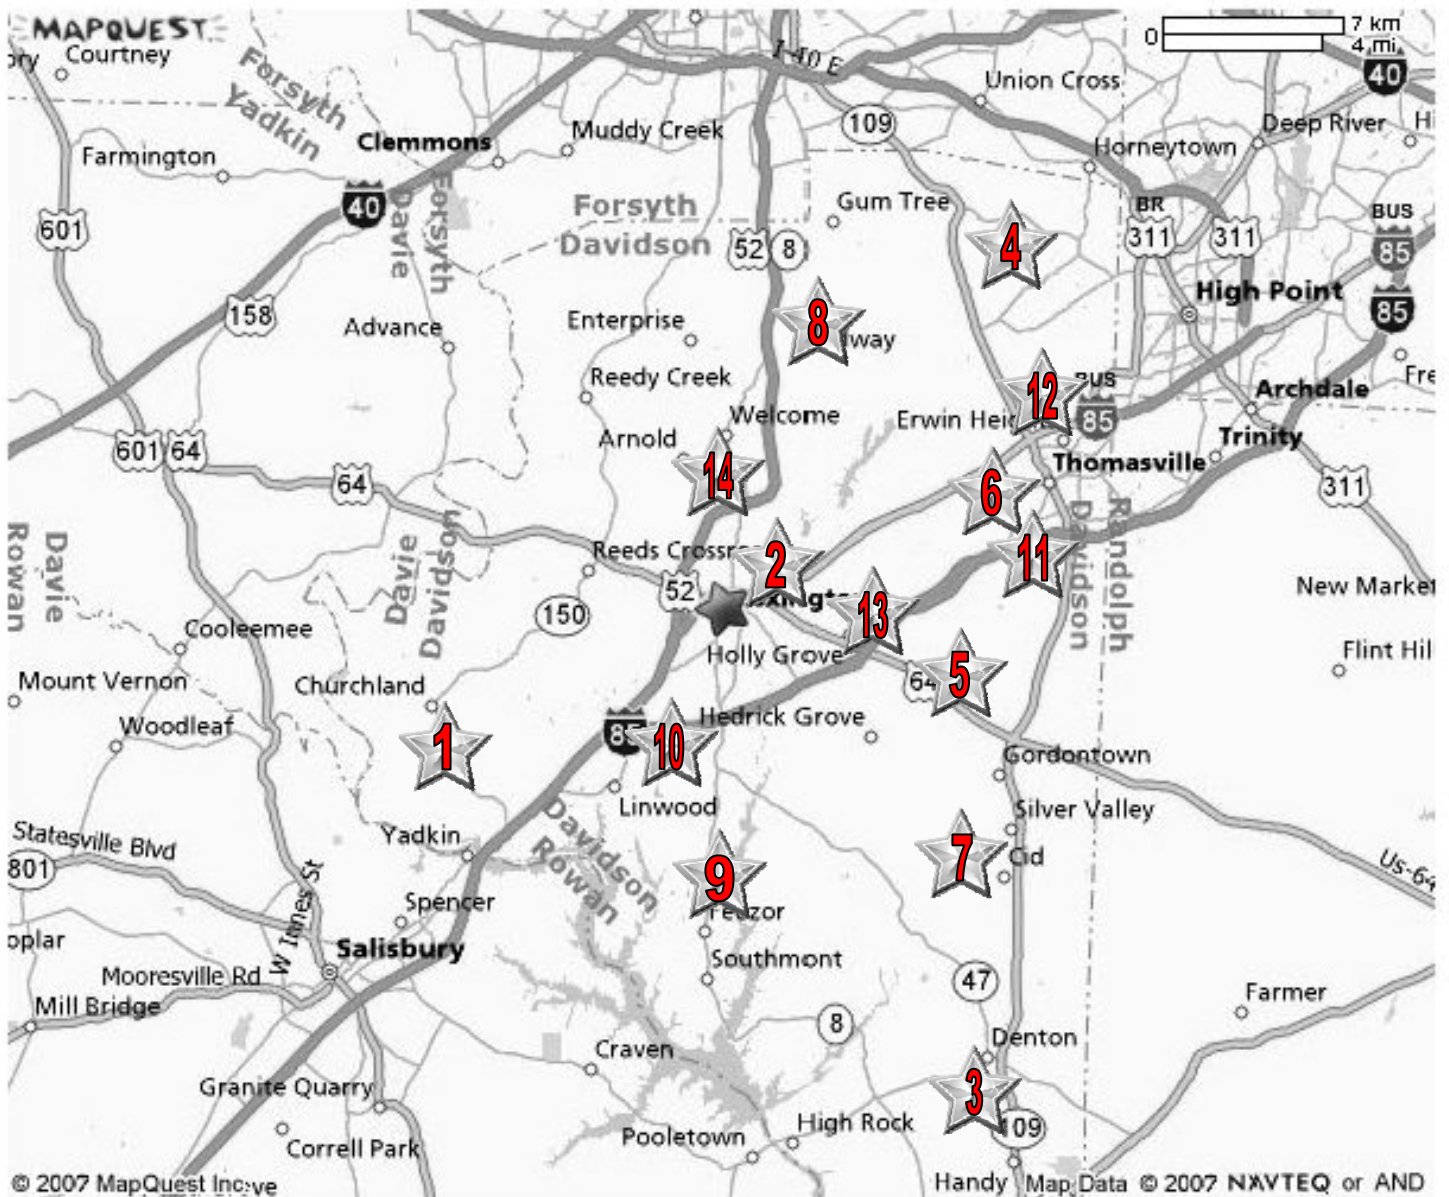 MAPQUEST
0
7 km
4 mi
I-40 E
40
Courtney
Union Cross
Forsyth
Yadkin
109
Clemmons
Muddy Creek
Deep River
Farmington
Horneytown
40
Forsyth
Davie
Gum Tree
BR
BUS
601
Forsyth
Davidson
52
8
4
311
311
85
High Point
85
158
Advance
Enterprise
8
way
Reedy Creek
12
BUS
85
Archdale
Welcome
Erwin Hei
Arnold
Trinity
601
64
64
14
6
Thomasville
311
Davie
Rowan
Davie
Davidson
Reeds Crossro
2
11
Davidson
Randolph
52
xingt
13
150
New Market
Cooleemee
Holly Grove
Flint Hil
Mount Vernon
Churchland
64
5
Woodleaf
1
85
10
Hedrick Grove
Gordontown
Linwood
Silver Valley
Statesville Blvd
Yadkin
Davidson
Rowan
7
Cid
801
Us-64
9
Spencer
Feezor
oplar
W Innes St
Salisbury
Southmont
Mooresville Rd
47
Farmer
Mill Bridge
8
Denton
Craven
Granite Quarry
3
109
High Rock
Pooletown
Correll Park
Handy
© 2007 MapQuest Inc
ve
Map Data © 2007 NAVTEQ or AND